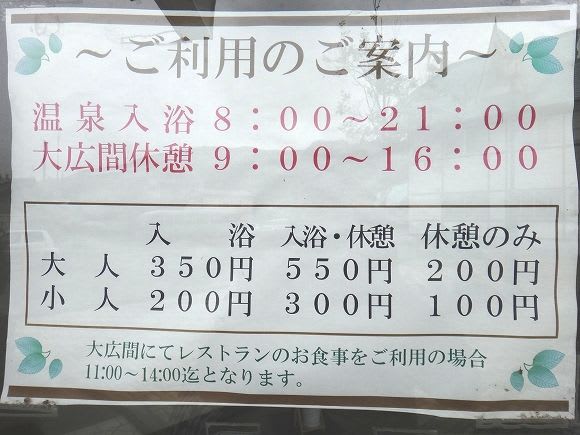 ～ご利用のご案内～
温泉入浴 8：00～21：00
大広間休憩 9：00～16：00
入浴 入浴・休憩 休憩のみ
大人 350円 550円 200円
小人 200円 300円 100円
大広間にてレストランのお食事をご利用の場合
11:00～14:00迄となります。